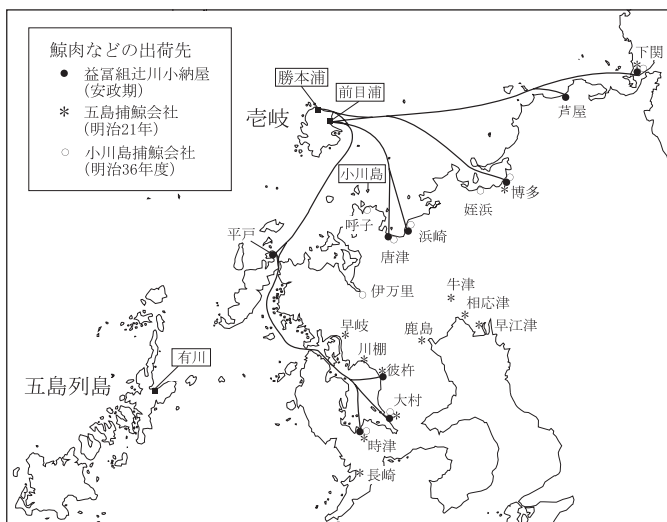 鯨肉などの出荷先
● 益冨組辻川小納屋
(安政期)
* 五島捕鯨会社
(明治21年)
○ 小川島捕鯨会社
(明治36年度)
下関
勝本浦
前目浦
芦屋
壱岐
小川島
博多
姪浜
呼子
浜崎
平戸
唐津
伊万里
牛津
相応津
早岐
鹿島
早江津
川棚
有川
彼杵
五島列島
大村
時津
長崎